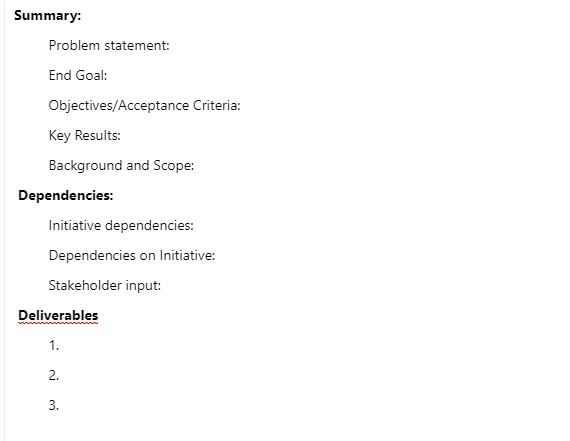 Summary:
Problem statement:
End Goal:
Objectives/Acceptance Criteria:
Key Results:
Background and Scope:
Dependencies:
Initiative dependencies:
Dependencies on Initiative:
Stakeholder input:
Deliverables
1.
2.
3.